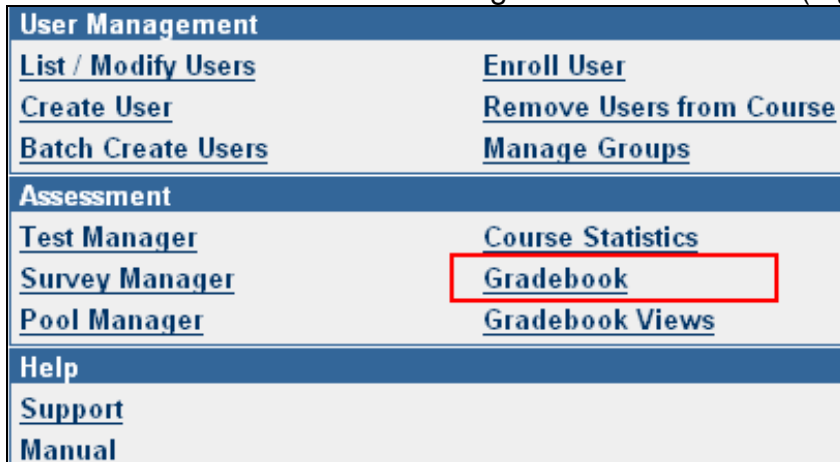 User Management
List / Modify Users
Enroll User
Create User
Remove Users from Course
Batch Create Users
Manage Groups
Assessment
Test Manager
Course Statistics
Survey Manager
Gradebook
Pool Manager
Gradebook Views
Help
Support
Manual